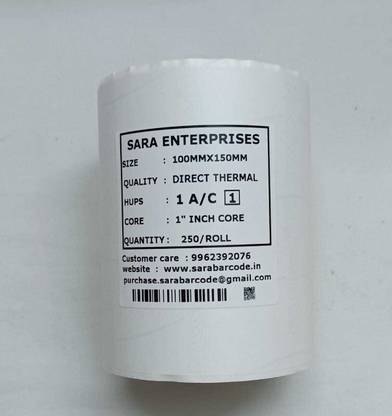 SARA ENTERPRISES
SIZE : 100MMX150MM
QUALITY : DIRECT THERMAL
HUPS : 1 A/C 1
CORE : 1" INCH CORE
QUANTITY : 250/ROLL
Customer care : 9962392076
website : www.sarabarcode.in
purchase.sarabarcode@gmail.com